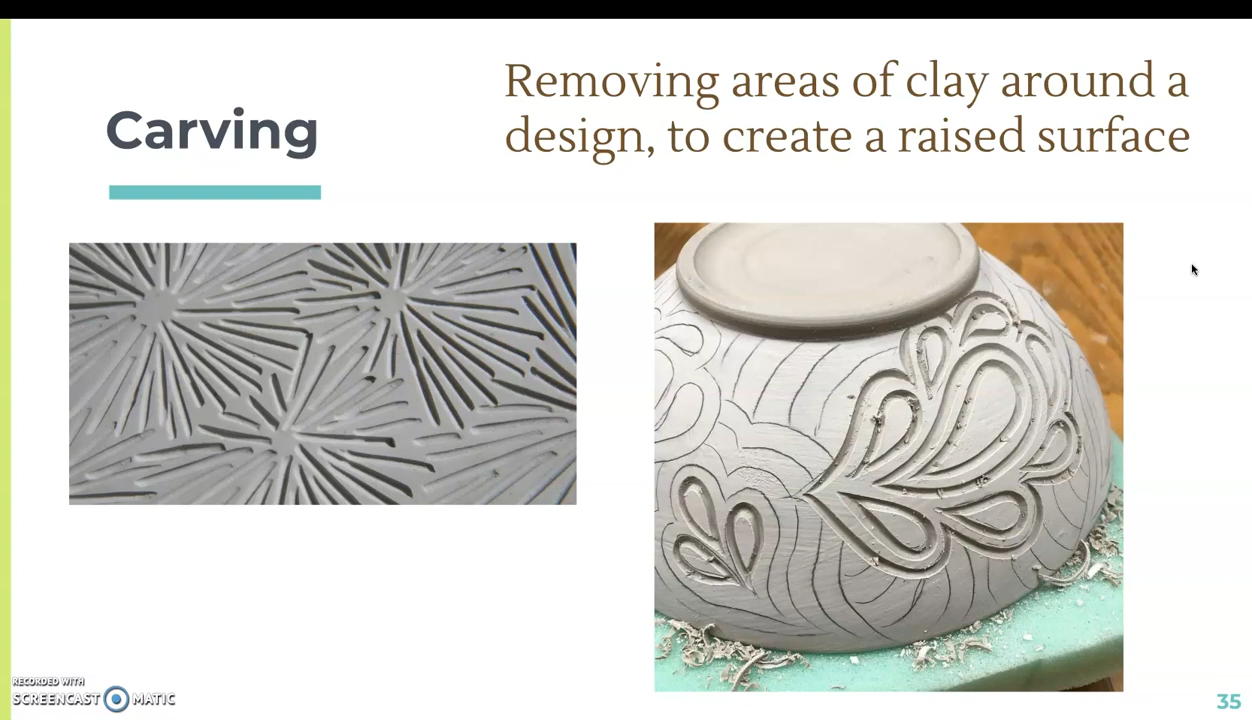 Carving
Removing areas of clay around a
design, to create a raised surface
RECORDED WITH
SCREENCAST MATIC
35